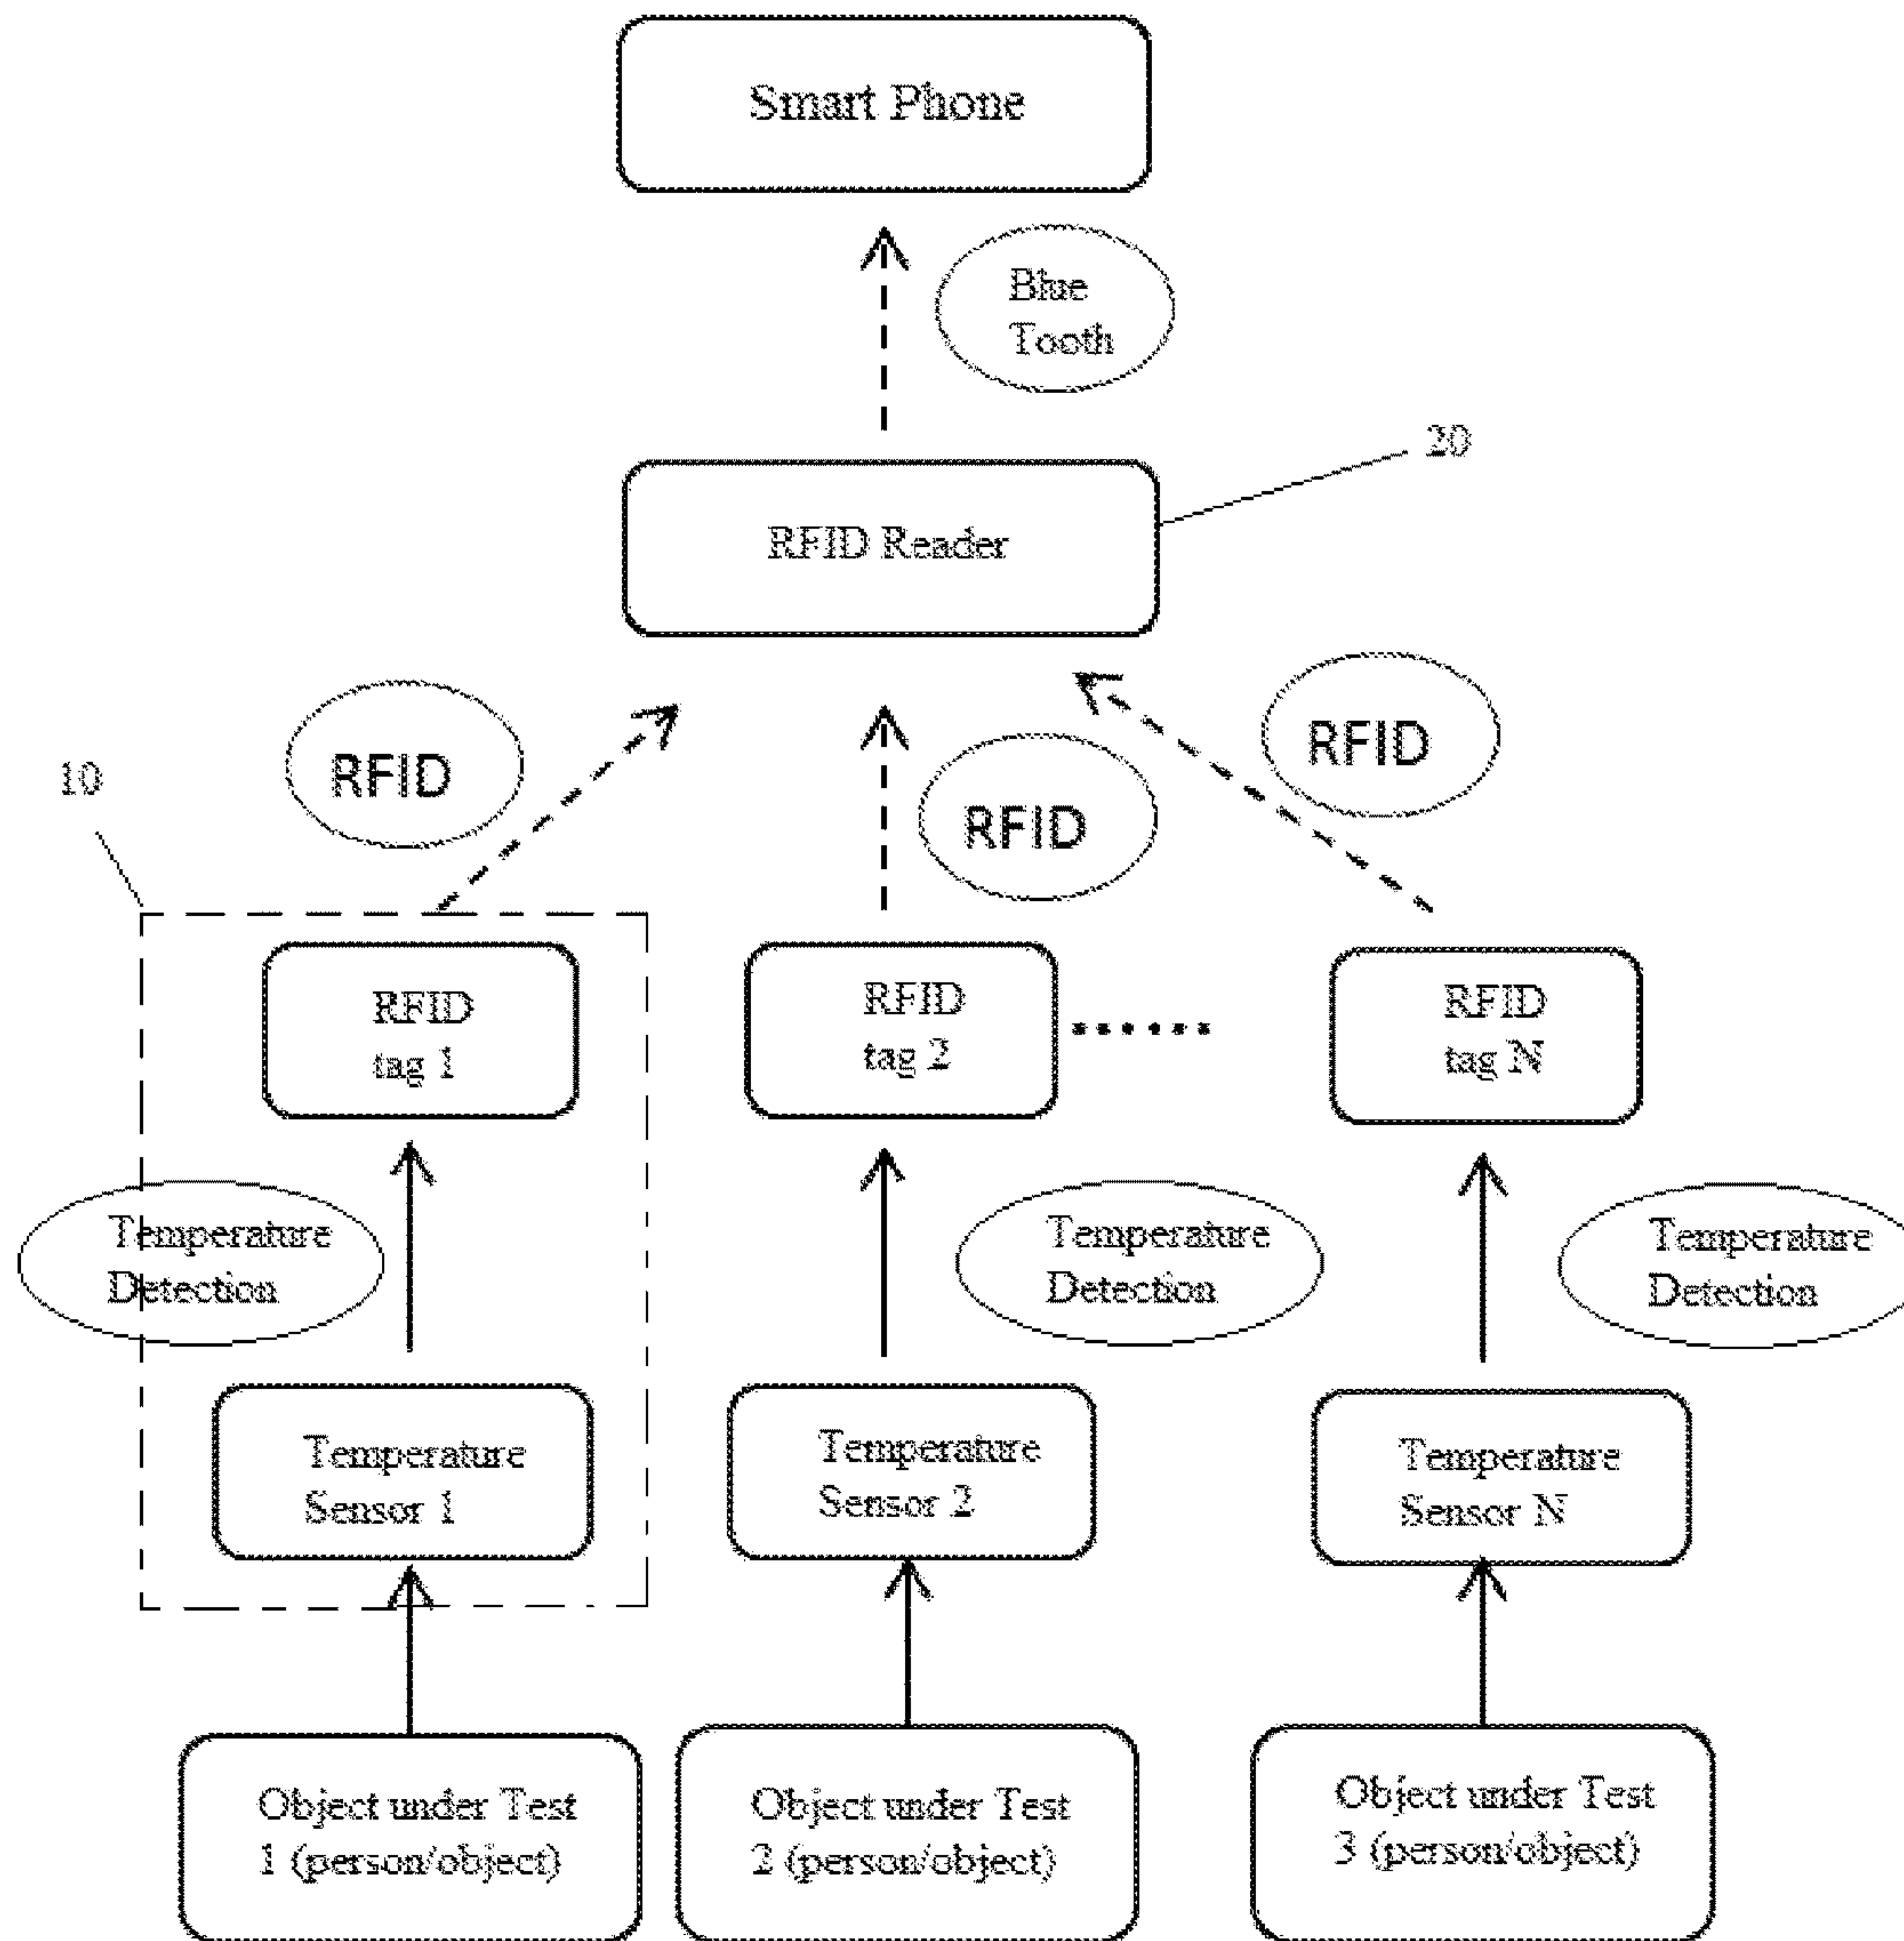 Smart Phone
Blue
Tooth
20
RFID Reader
RFID
RFID
RFID
10
RFID
tag 1
RFID
tag 2
RFID
tag N
Temperature
Detection
Temperature
Detection
Temperature
Detection
Temperature
Sensor 1
Temperature
Sensor 2
Temperature
Sensor N
Object under Test
1 (person/object)
Object under Test
2 (person/object)
Object under Test
3 (person/object)